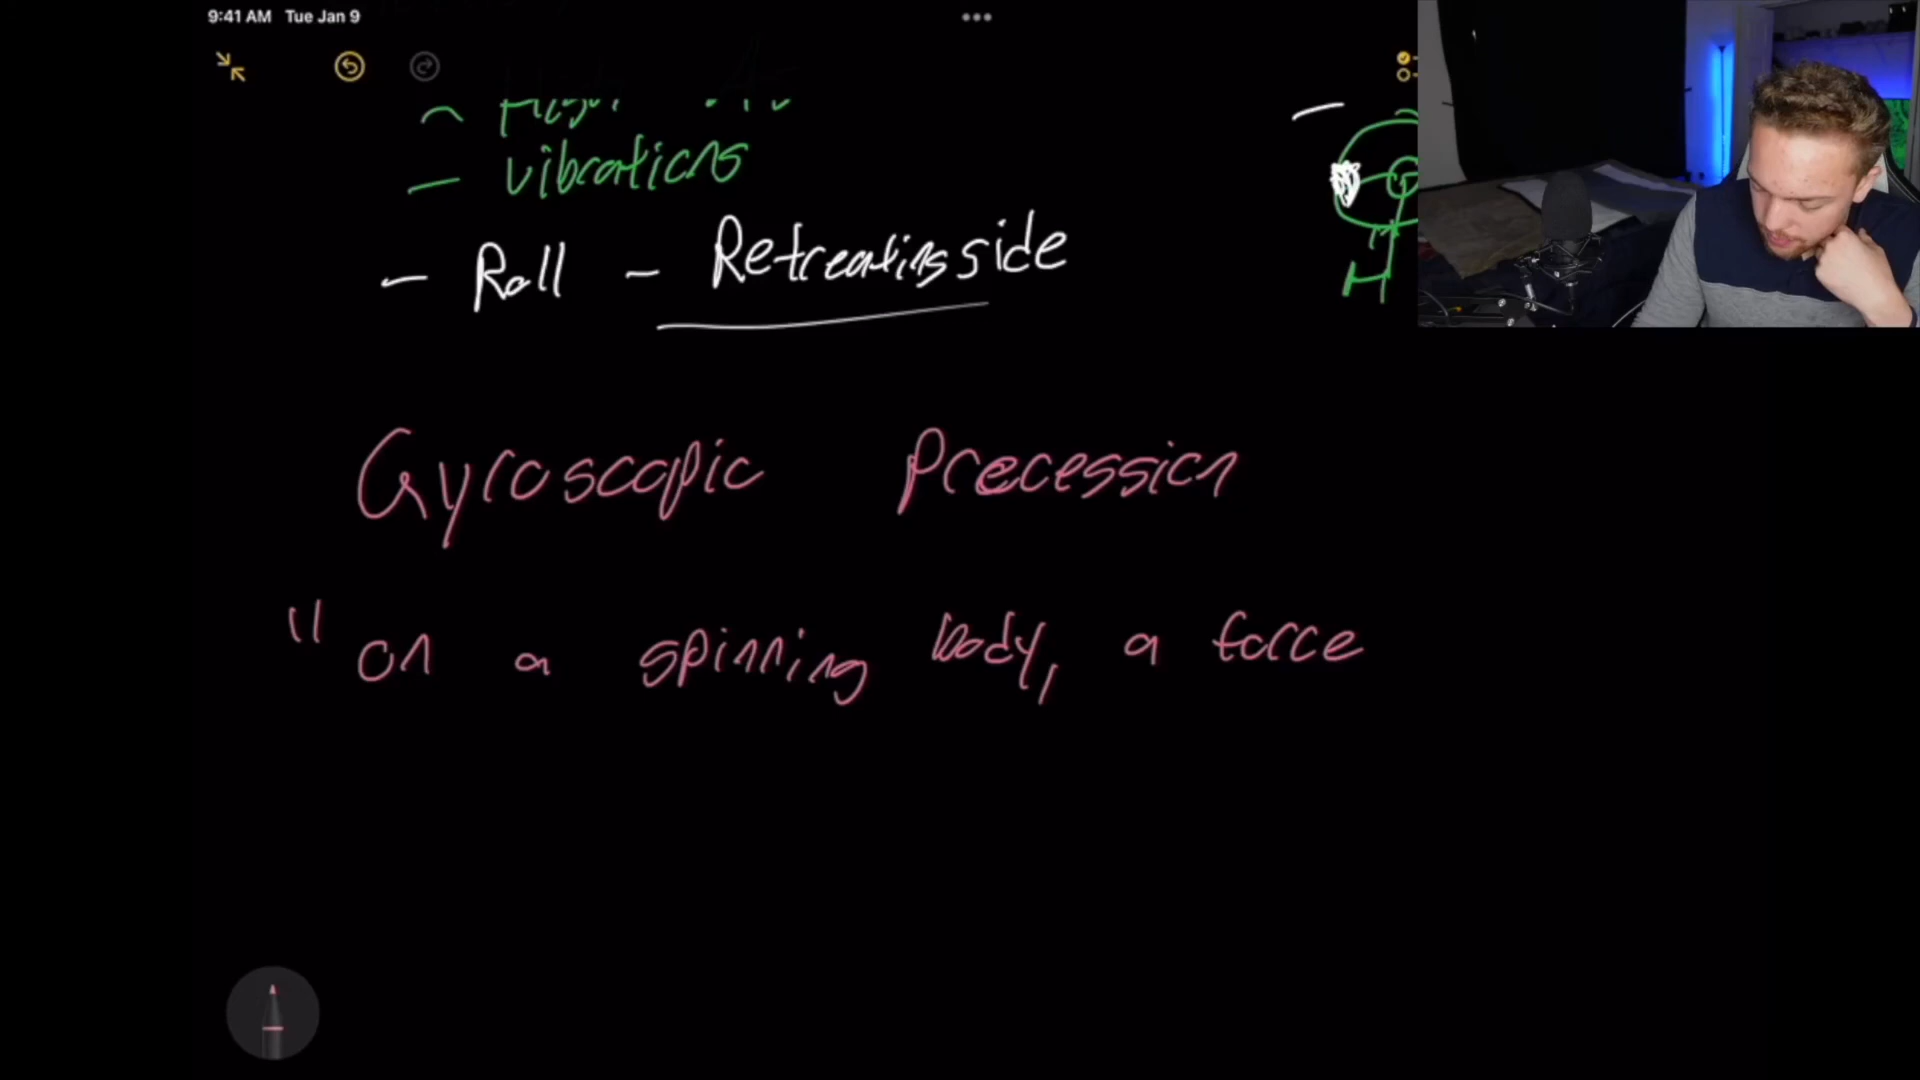 9:41 AM Tue Jan 9
- vibrations
- Roll - Retreating side
H
Gyroscopic Precession
" on a spinning body, a force